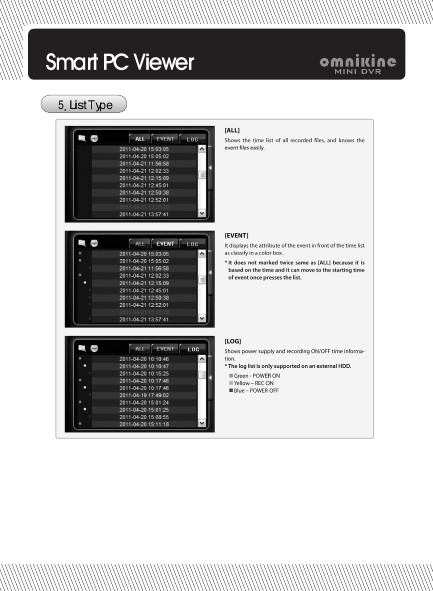 Smart PC Viewer
omnikine
MINI DVR
5. List Type
ALL EVENT LOG
2011-04-20 15:03:05
2011-04-20 15:05:02
2011-04-21 11:56:58
2011-04-21 12:02:33
2011-04-21 12:15:09
2011-04-21 12:45:01
2011-04-21 12:50:38
2011-04-21 12:52:01
2011-04-21 13:57:41
[ALL]
Shows the time list of all recorded files, and knows the
event files easily.
ALL EVENT LOG
2011-04-20 15:03:05
2011-04-20 15:05:02
2011-04-21 11:56:58
2011-04-21 12:02:33
2011-04-21 12:15:09
2011-04-21 12:45:01
2011-04-21 12:50:38
2011-04-21 12:52:01
2011-04-21 13:57:41
[EVENT]
It displays the attribute of the event in front of the time list
as classify in a color box.
* It does not marked twice same as [ALL] because it is
based on the time and it can move to the starting time
of event once presses the list.
ALL EVENT LOG
2011-04-20 10:10:46
2011-04-20 10:10:47
2011-04-20 10:15:25
2011-04-20 10:17:46
2011-04-20 10:17:46
2011-04-19 17:49:02
2011-04-20 15:01:24
2011-04-20 15:01:25
2011-04-20 15:08:55
2011-04-20 15:11:18
[LOG]
Shows power supply and recording ON/OFF time informa-
tion.
* The log list is only supported on an external HDD.
Green - POWER ON
Yellow – REC ON
Blue – POWER OFF